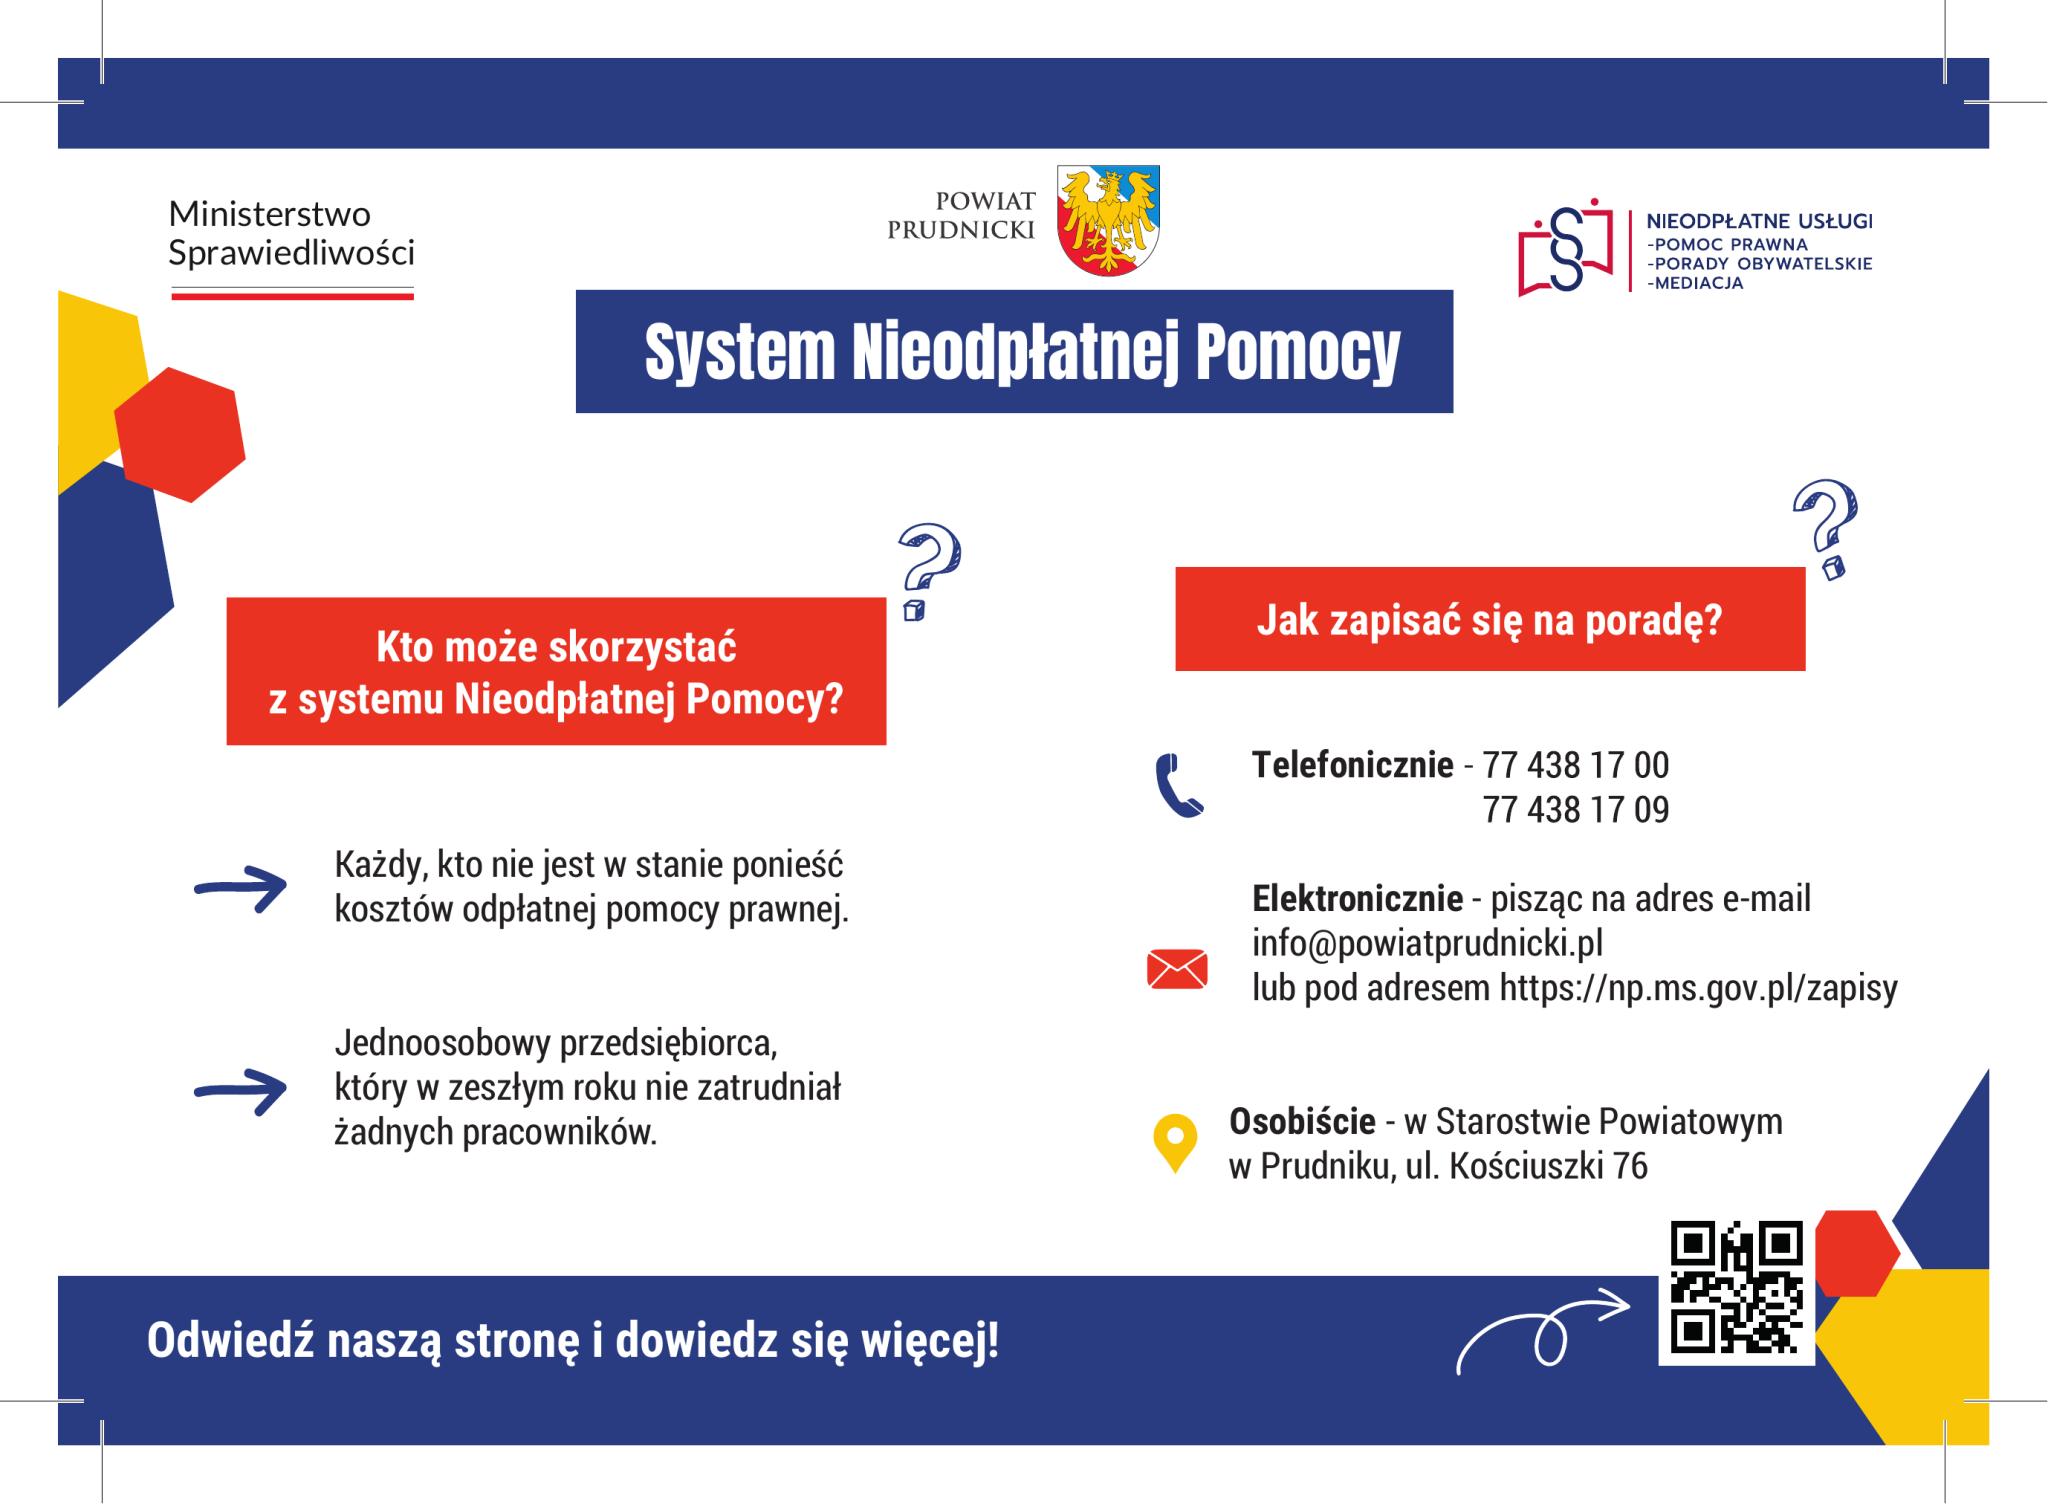 Ministerstwo
Sprawiedliwości
POWIAT
PRUDNICKI
NIEODPŁATNE USŁUGI
-POMOC PRAWNA
-PORADY OBYWATELSKIE
-MEDIACJA
System Nieodpłatnej Pomocy
Kto może skorzystać
z systemu Nieodpłatnej Pomocy?
Każdy, kto nie jest w stanie ponieść
kosztów odpłatnej pomocy prawnej.
Jednoosobowy przedsiębiorca,
który w zeszłym roku nie zatrudniał
żadnych pracowników.
Jak zapisać się na poradę?
Telefonicznie - 77 438 17 00
77 438 17 09
Elektronicznie - pisząc na adres e-mail
info@powiatprudnicki.pl
lub pod adresem https://np.ms.gov.pl/zapisy
Osobiście - w Starostwie Powiatowym
w Prudniku, ul. Kościuszki 76
Odwiedź naszą stronę i dowiedz się więcej!